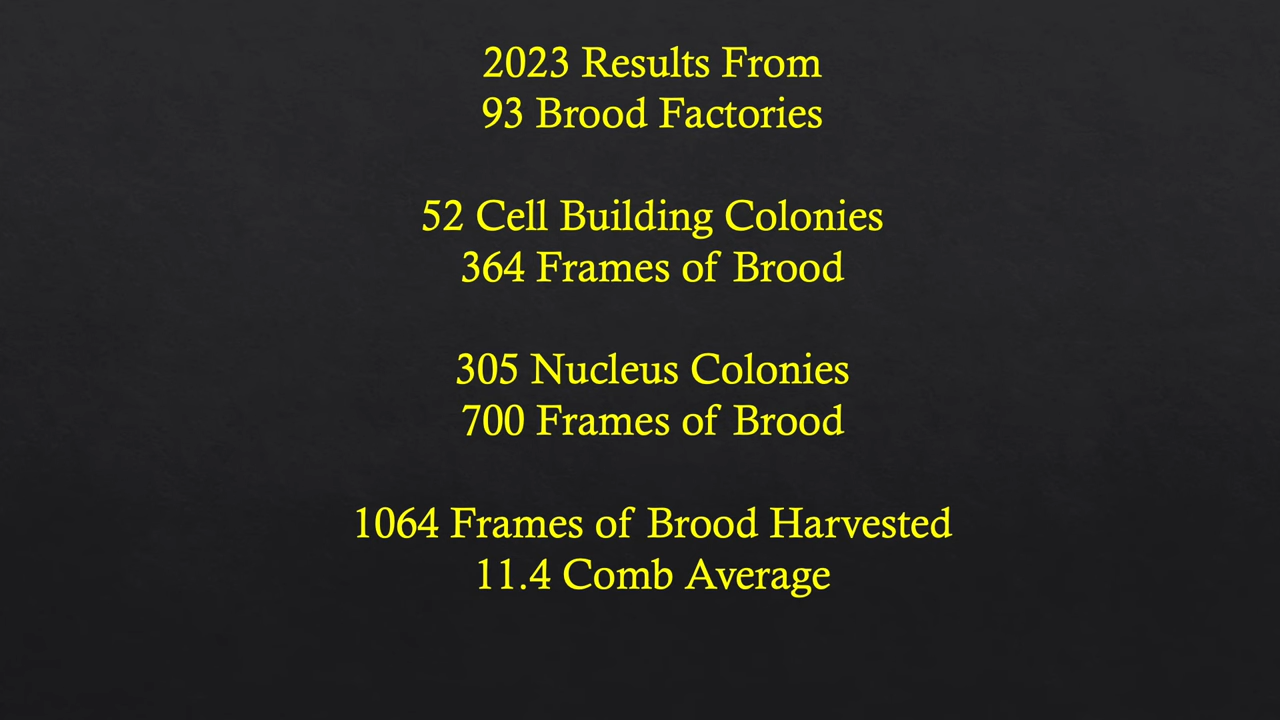 2023 Results From
93 Brood Factories
52 Cell Building Colonies
364 Frames of Brood
305 Nucleus Colonies
700 Frames of Brood
1064 Frames of Brood Harvested
11.4 Comb Average